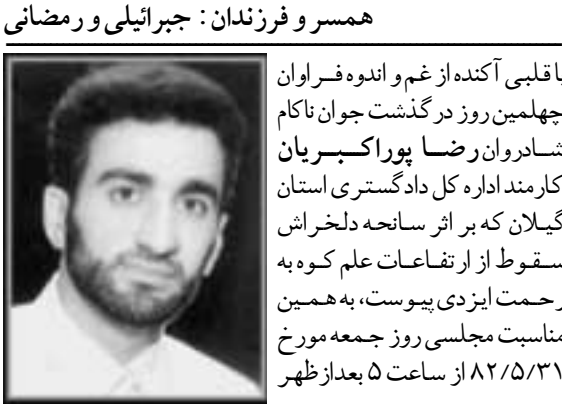 همسر و فرزندان : جبرائیلی و رمضانی
با قلبی آکنده از غم و اندوه فراوان
چهلمین روز درگذشت جوان ناکام
شادروان رضا پوراکبریان
کارمند اداره کل دادگستری استان
گیلان که بر اثر سانحه دلخراش
سقوط از ارتفاعات علم کوه به
رحمت ایزدی پیوست، به همین
مناسبت مجلسی روز جمعه مورخ
۸۲/۵/۳۱ از ساعت ۵ بعدازظهر